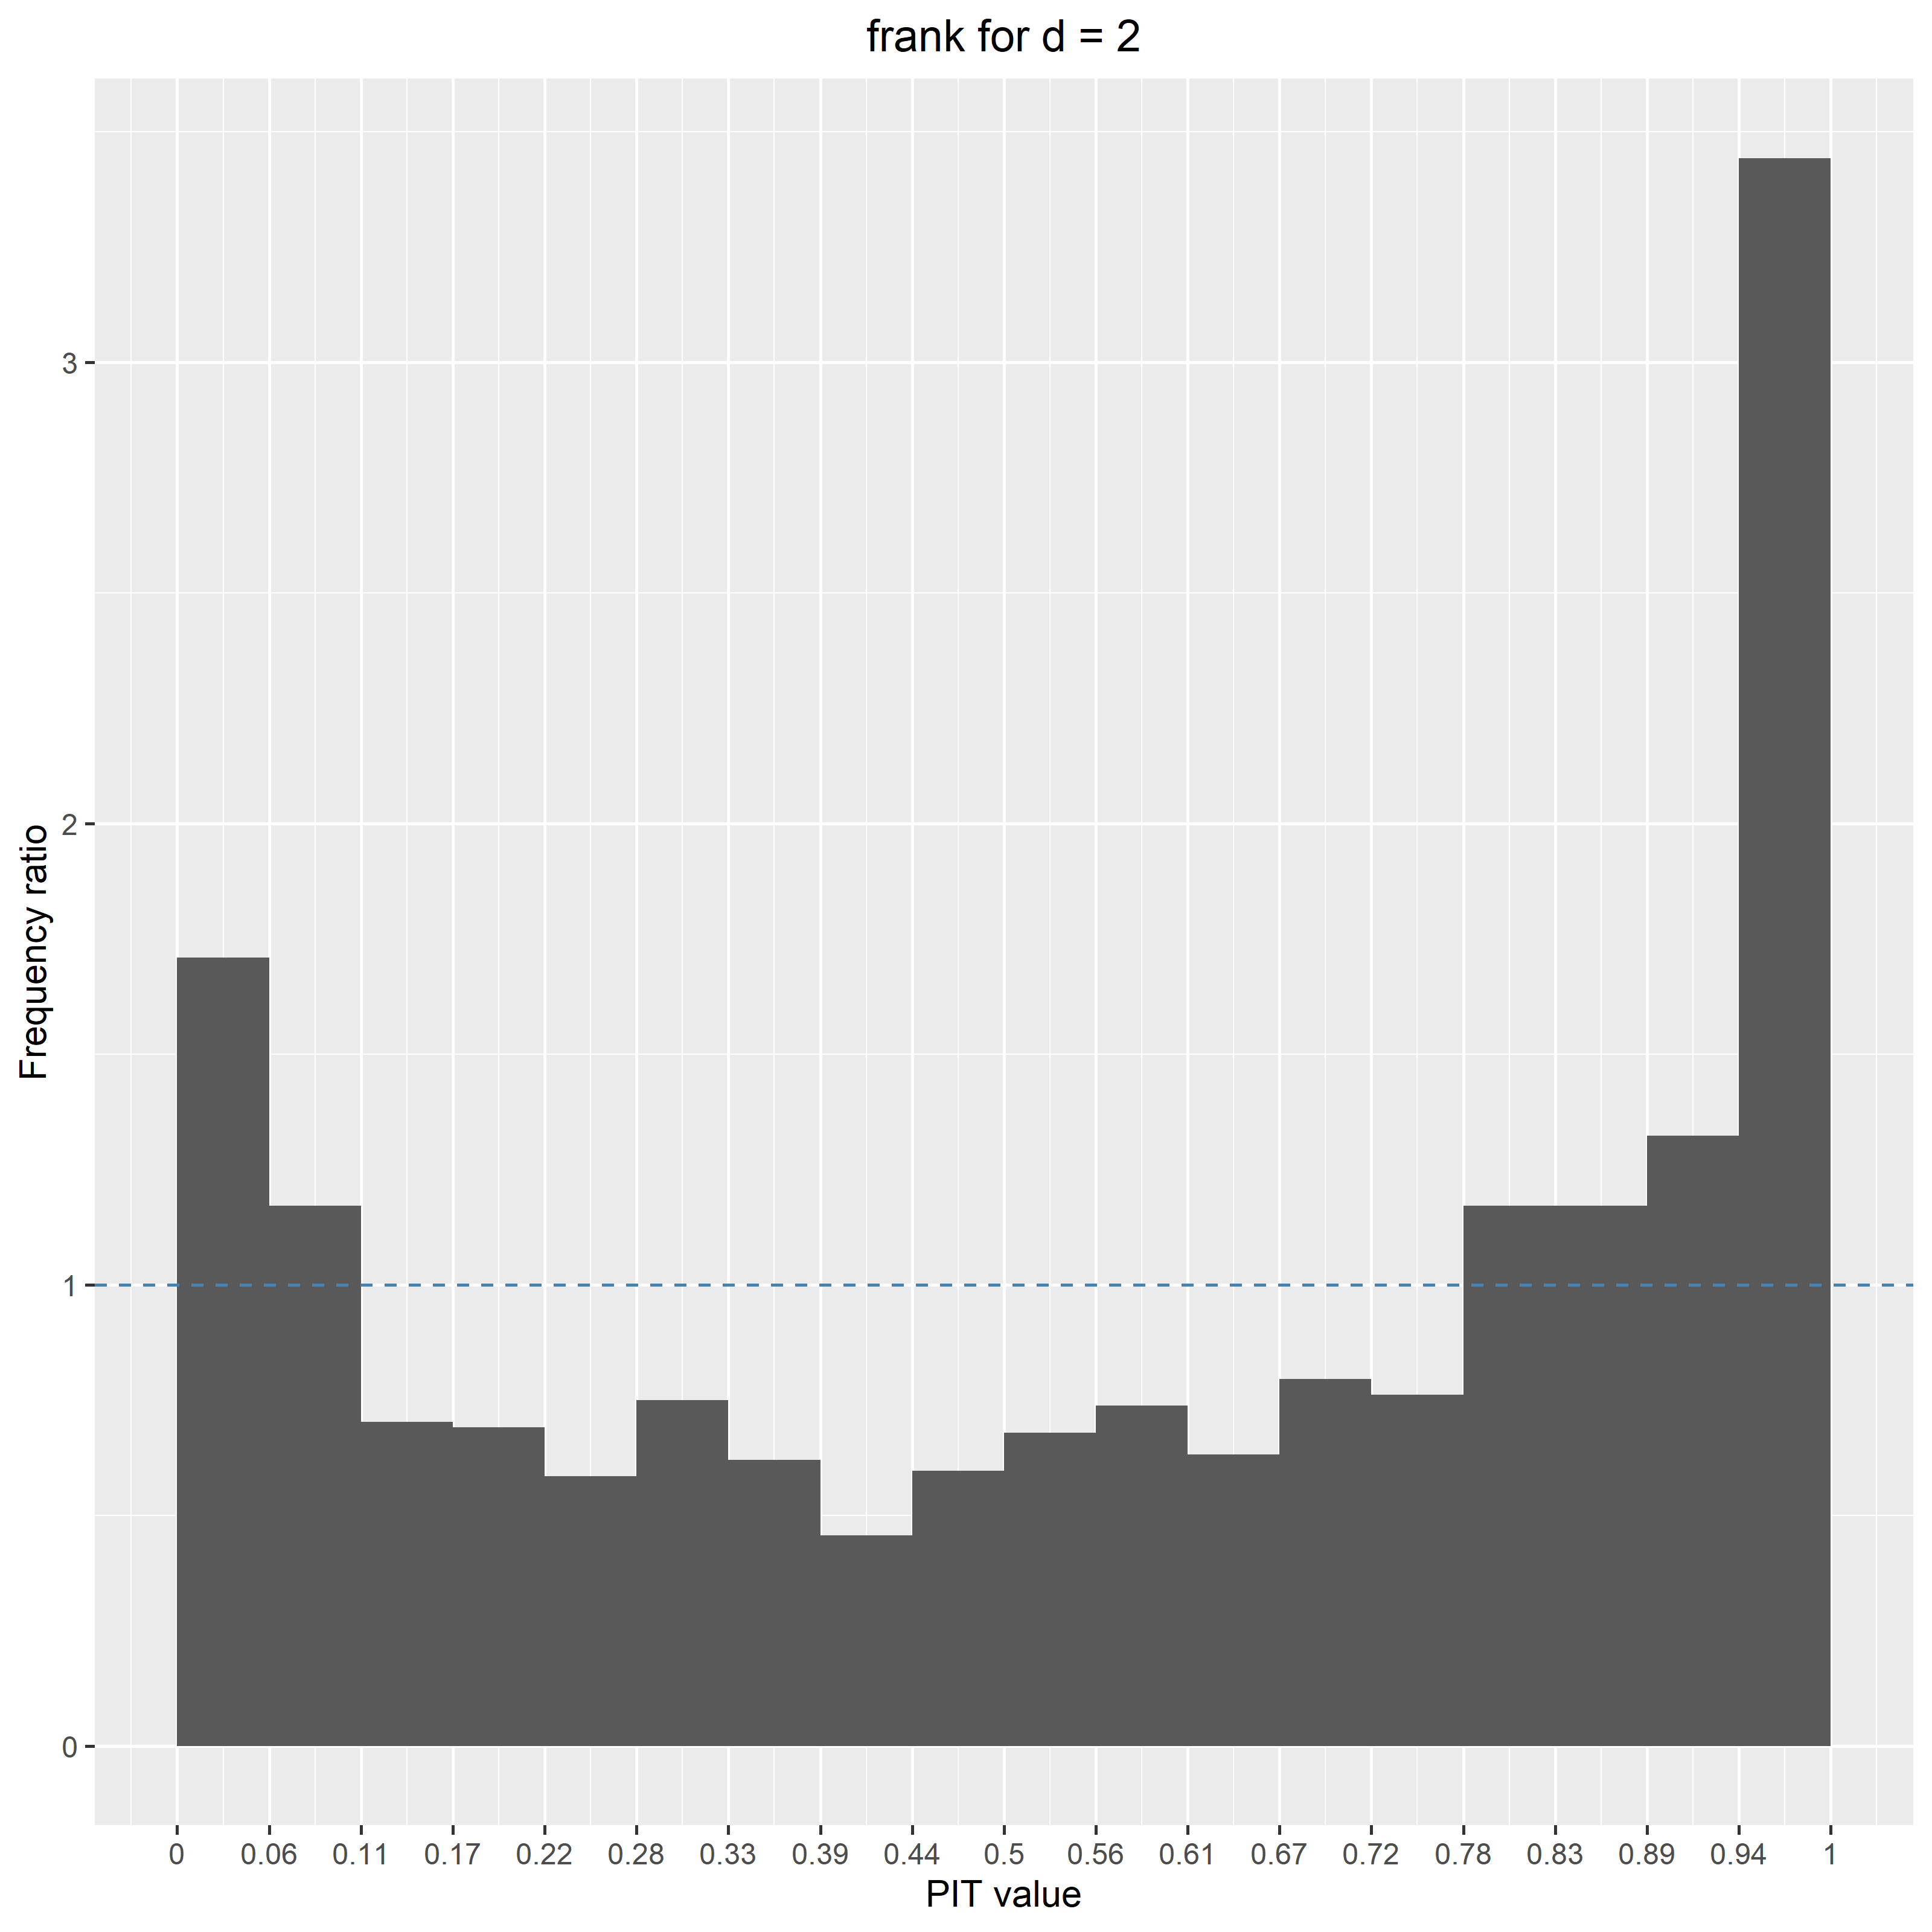 frank for d = 2
Frequency ratio
3
2
1
0
0 0.06 0.11 0.17 0.22 0.28 0.33 0.39 0.44 0.5 0.56 0.61 0.67 0.72 0.78 0.83 0.89 0.94 1
PIT value